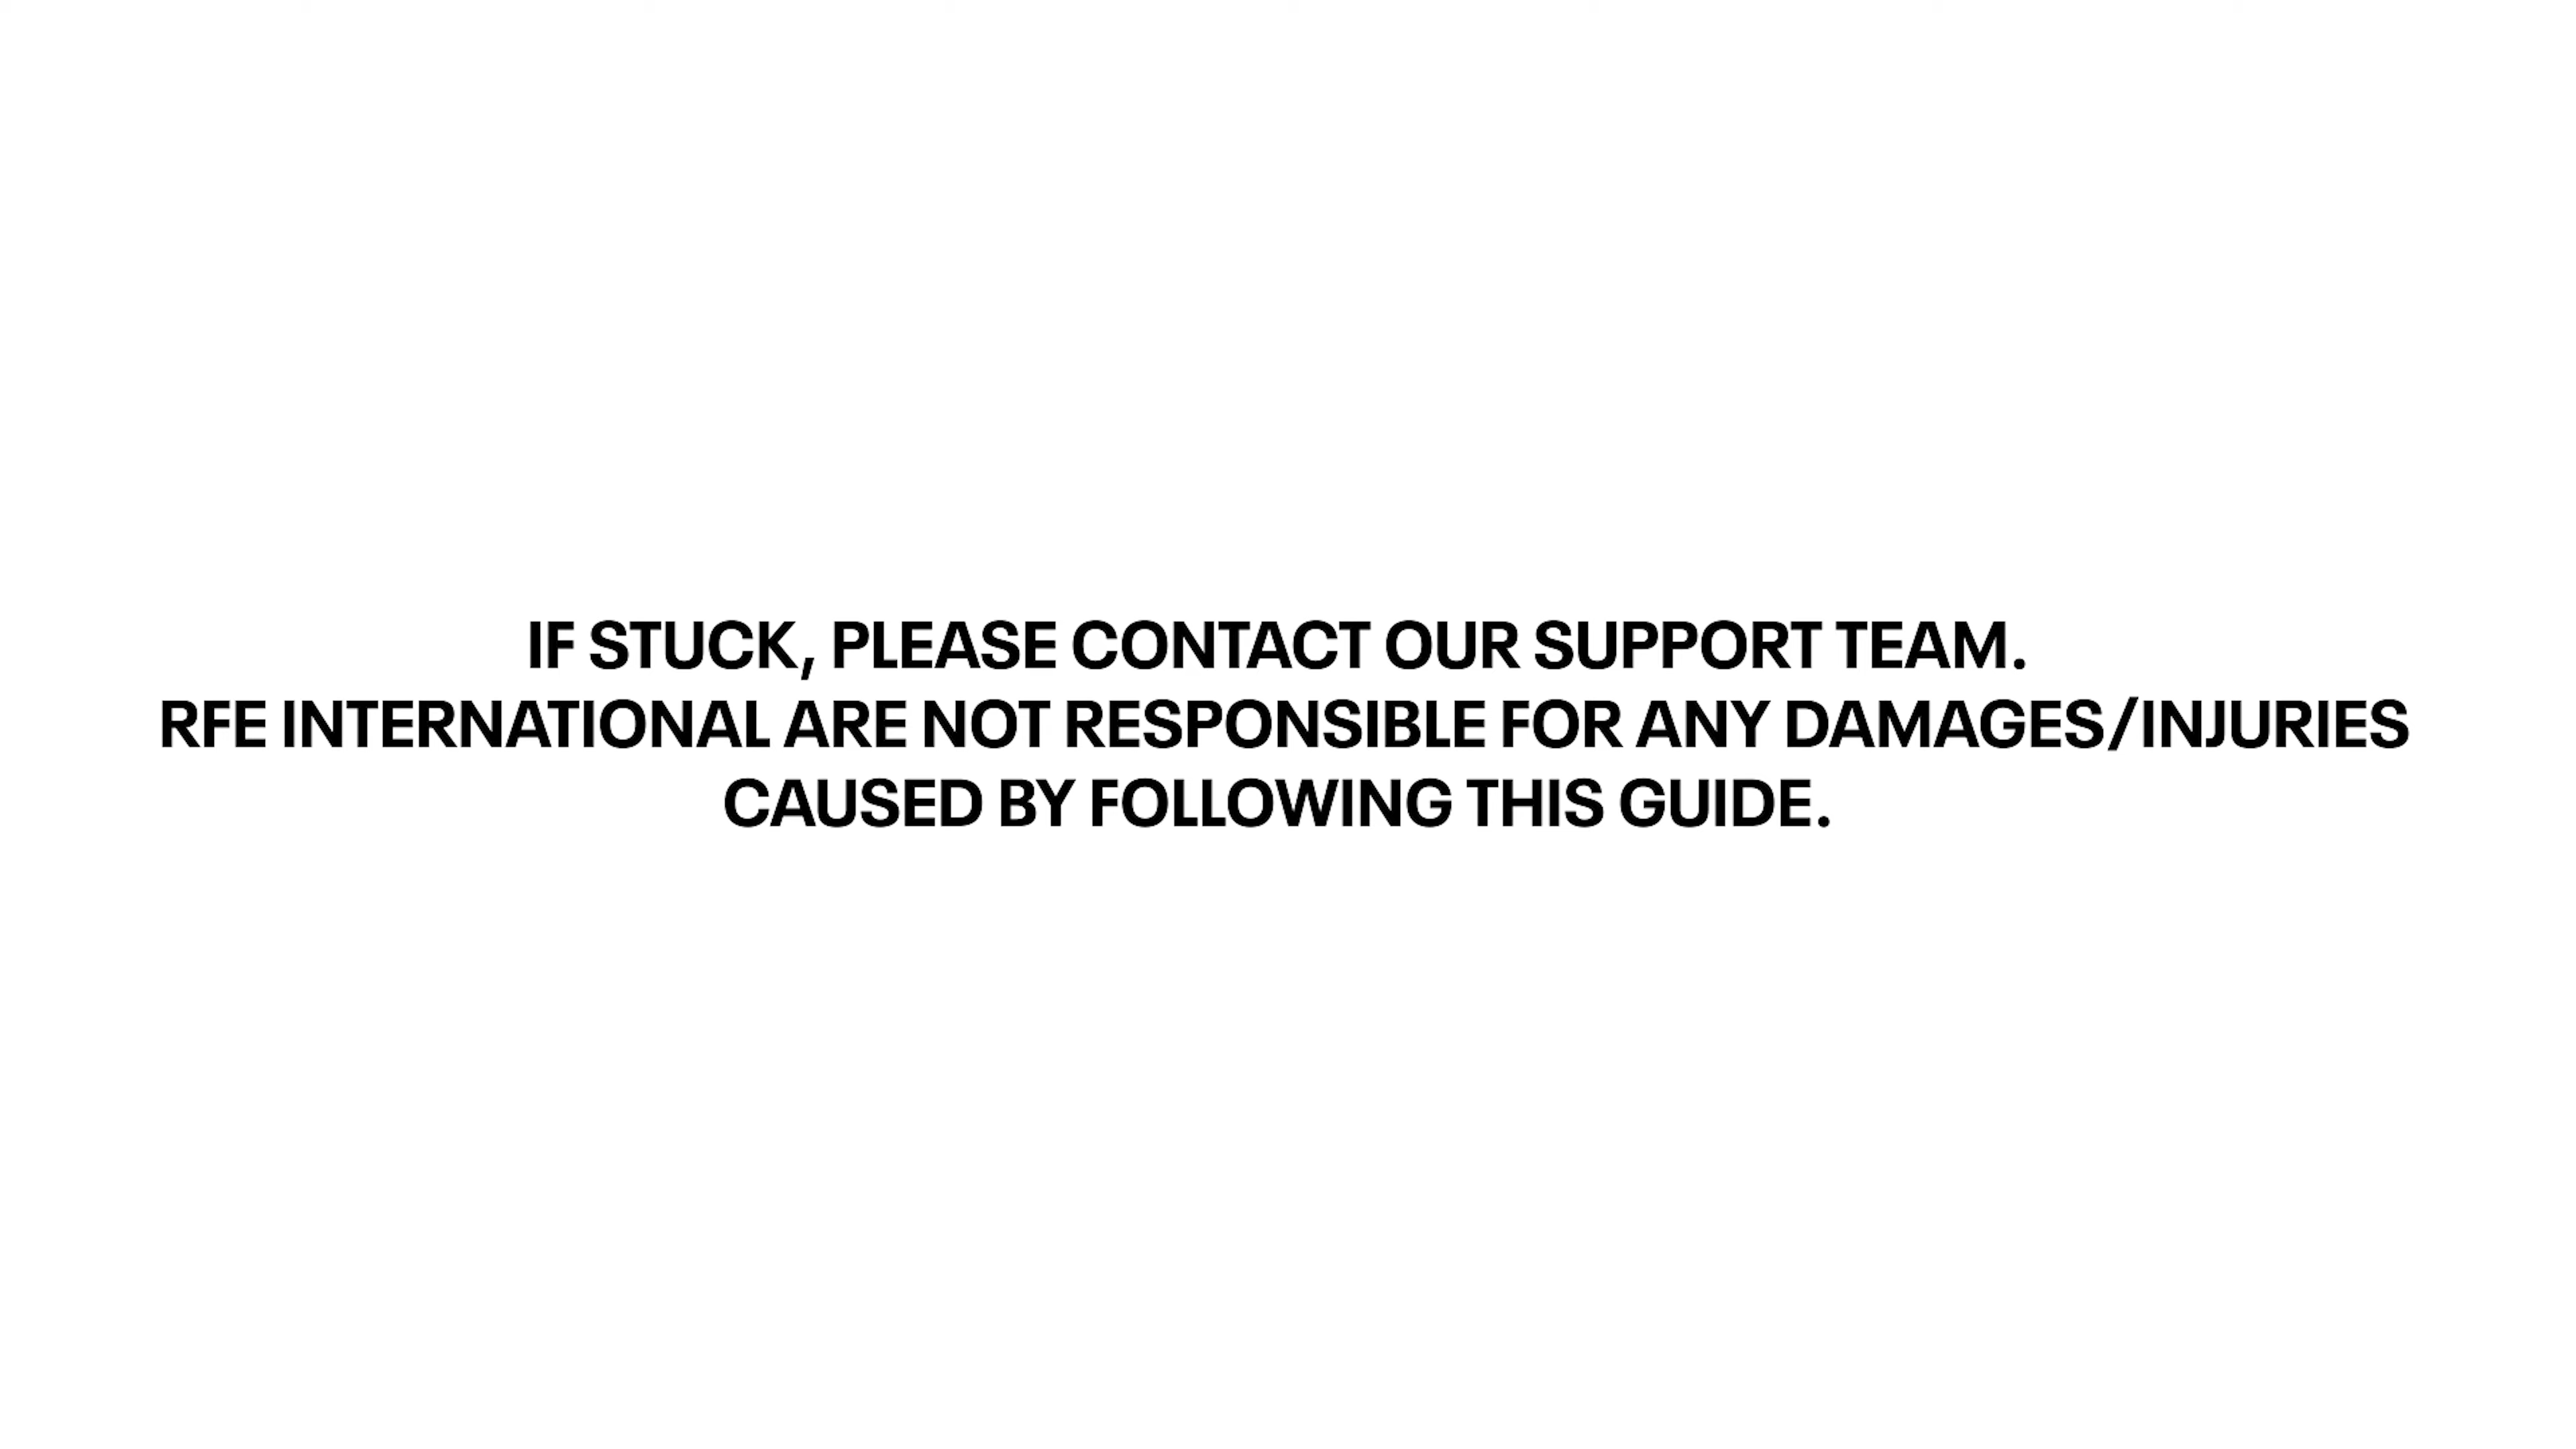 IF STUCK, PLEASE CONTACT OUR SUPPORT TEAM.
RFE INTERNATIONAL ARE NOT RESPONSIBLE FOR ANY DAMAGES/INJURIES
CAUSED BY FOLLOWING THIS GUIDE.